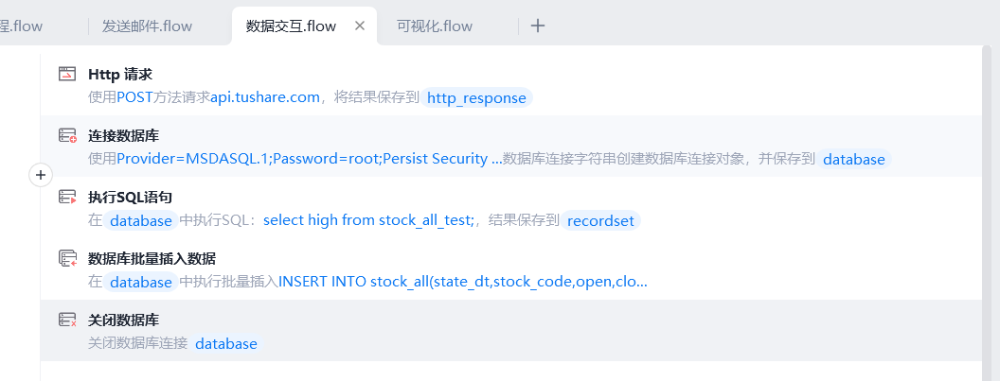 程.flow 发送邮件.flow 数据交互.flow × 可视化.flow +
Http 请求
使用POST方法请求api.tushare.com，将结果保存到 http_response
连接数据库
使用Provider=MSDASQL.1;Password=root;Persist Security ...数据库连接字符串创建数据库连接对象，并保存到 database
执行SQL语句
在 database 中执行SQL：select high from stock_all_test;，结果保存到 recordset
数据库批量插入数据
在 database 中执行批量插入INSERT INTO stock_all(state_dt,stock_code,open,clo...
关闭数据库
关闭数据库连接 database